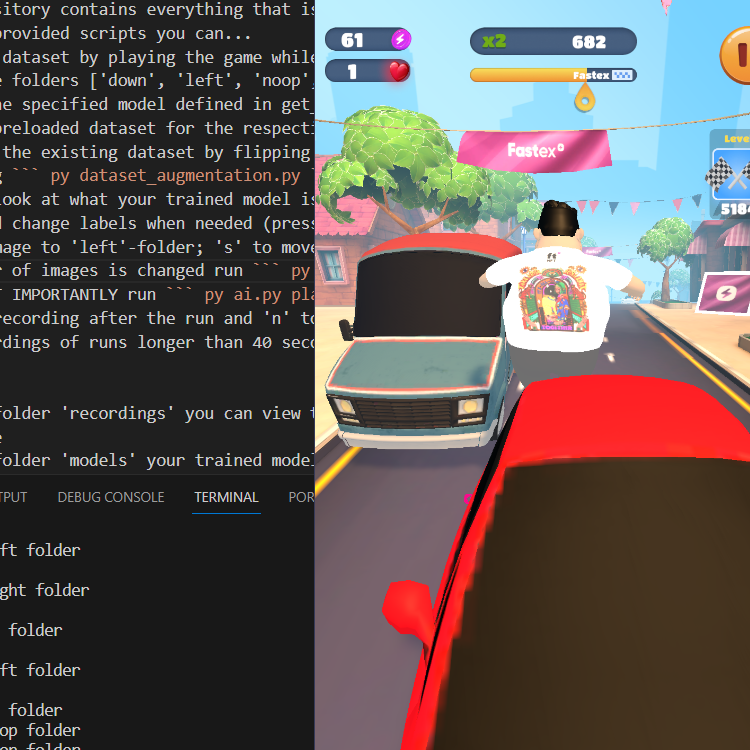 sitory contains everything that is
provided scripts you can...
dataset by playing the game while
e folders ['down', 'left', 'noop',
he specified model defined in get
preloaded dataset for the respecti
the existing dataset by flipping
g ``` py dataset_augmentation.py
look at what your trained model is
d change labels when needed (press
mage to 'left'-folder; 's' to move
r of images is changed run ``` py
T IMPORTANTLY run ``` py ai.py pla
recording after the run and 'n' to
rdings of runs longer than 40 seco
folder 'recordings' you can view t
e
folder 'models' your trained model
TPUT DEBUG CONSOLE TERMINAL POR
ft folder
ght folder
folder
ft folder
folder
op folder
61
1
x2 682
Fastex
Fastex
Leve
5184
TOGETHER